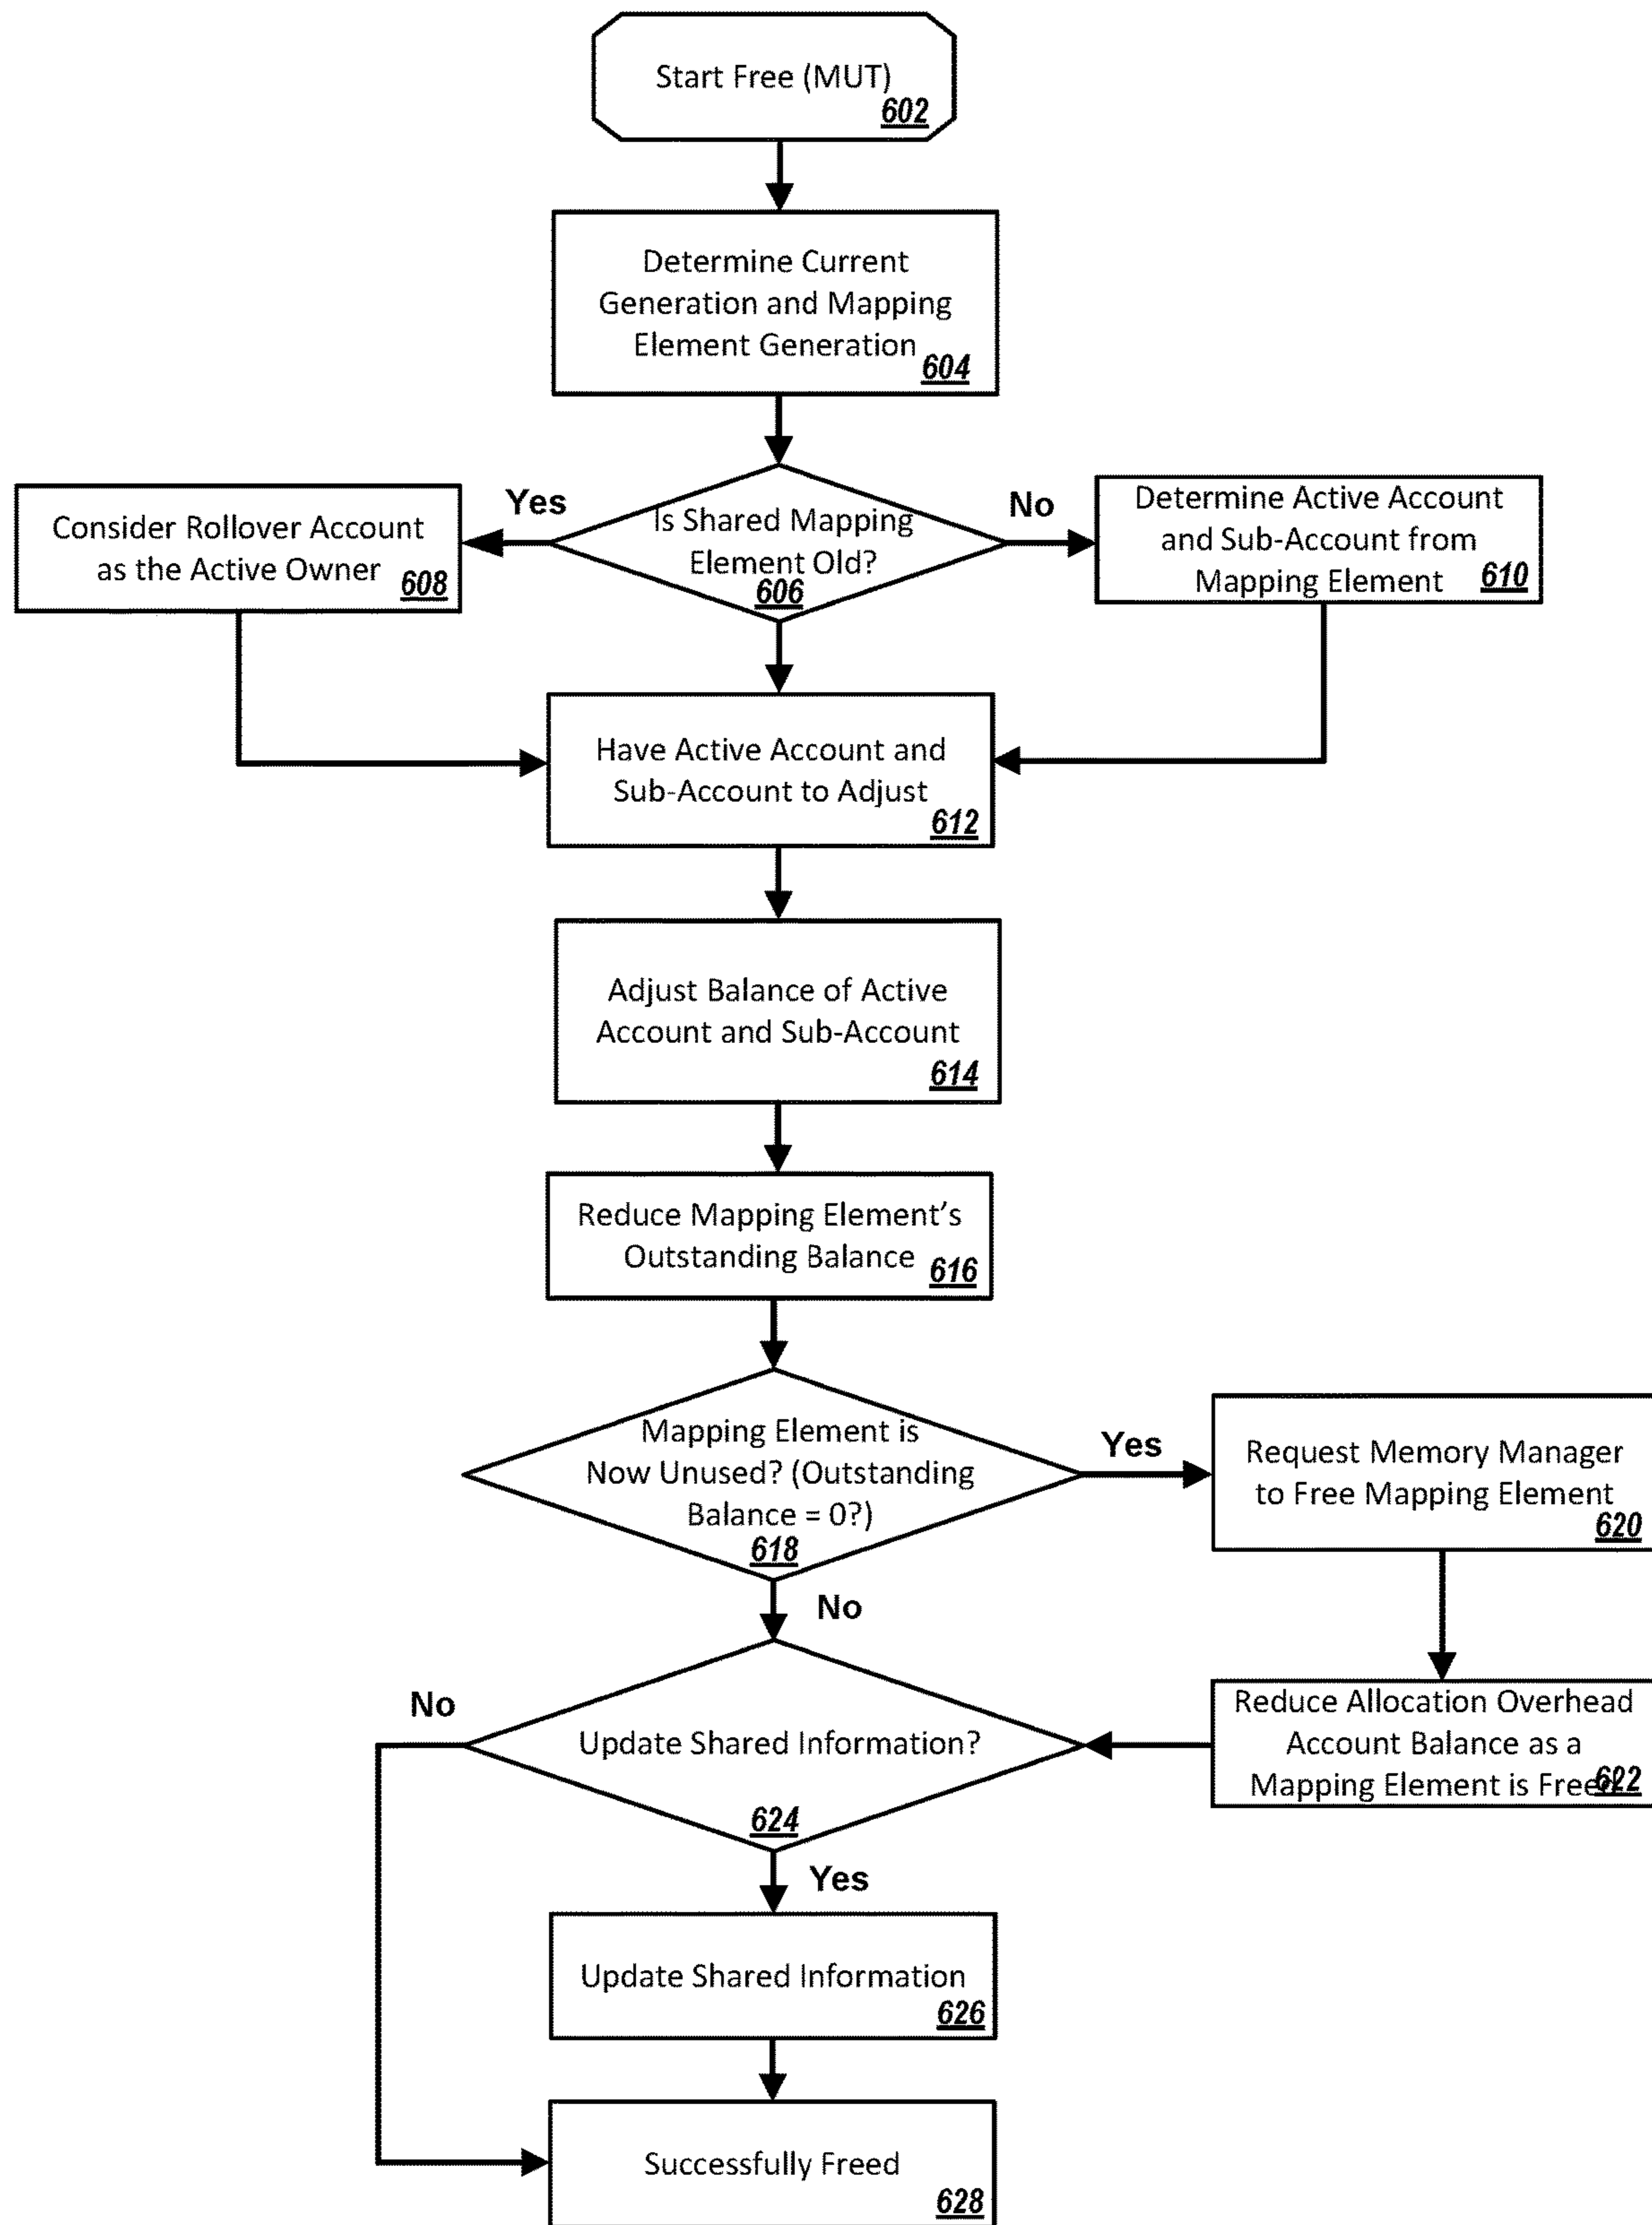 Start Free (MUT)
602
Determine Current
Generation and Mapping
Element Generation
604
Yes
No
Is Shared Mapping
Element Old?
606
Consider Rollover Account
as the Active Owner
608
Determine Active Account
and Sub-Account from
Mapping Element
610
Have Active Account and
Sub-Account to Adjust
612
Adjust Balance of Active
Account and Sub-Account
614
Reduce Mapping Element’s
Outstanding Balance
616
Mapping Element is
Now Unused? (Outstanding
Balance = 0?)
618
Yes
Request Memory Manager
to Free Mapping Element
620
No
Reduce Allocation Overhead
Account Balance as a
Mapping Element is Freed
622
No
Update Shared Information?
624
Yes
Update Shared Information
626
Successfully Freed
628